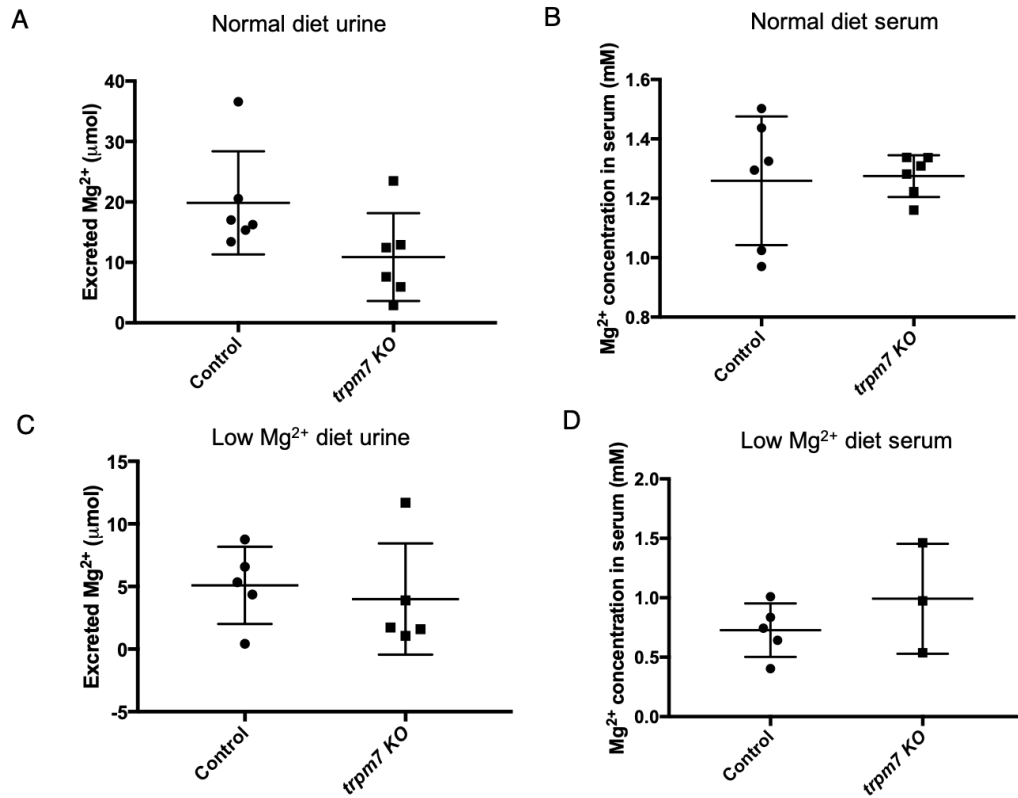 A
Normal diet urine
Excreted Mg²⁺ (μmol)
40
30
20
10
0
Control
trpm7 KO
B
Normal diet serum
Mg²⁺ concentration in serum (mM)
1.6
1.4
1.2
1.0
0.8
Control
trpm7 KO
C
Low Mg²⁺ diet urine
Excreted Mg²⁺ (μmol)
15
10
5
0
-5
Control
trpm7 KO
D
Low Mg²⁺ diet serum
Mg²⁺ concentration in serum (mM)
2.0
1.5
1.0
0.5
0.0
Control
trpm7 KO